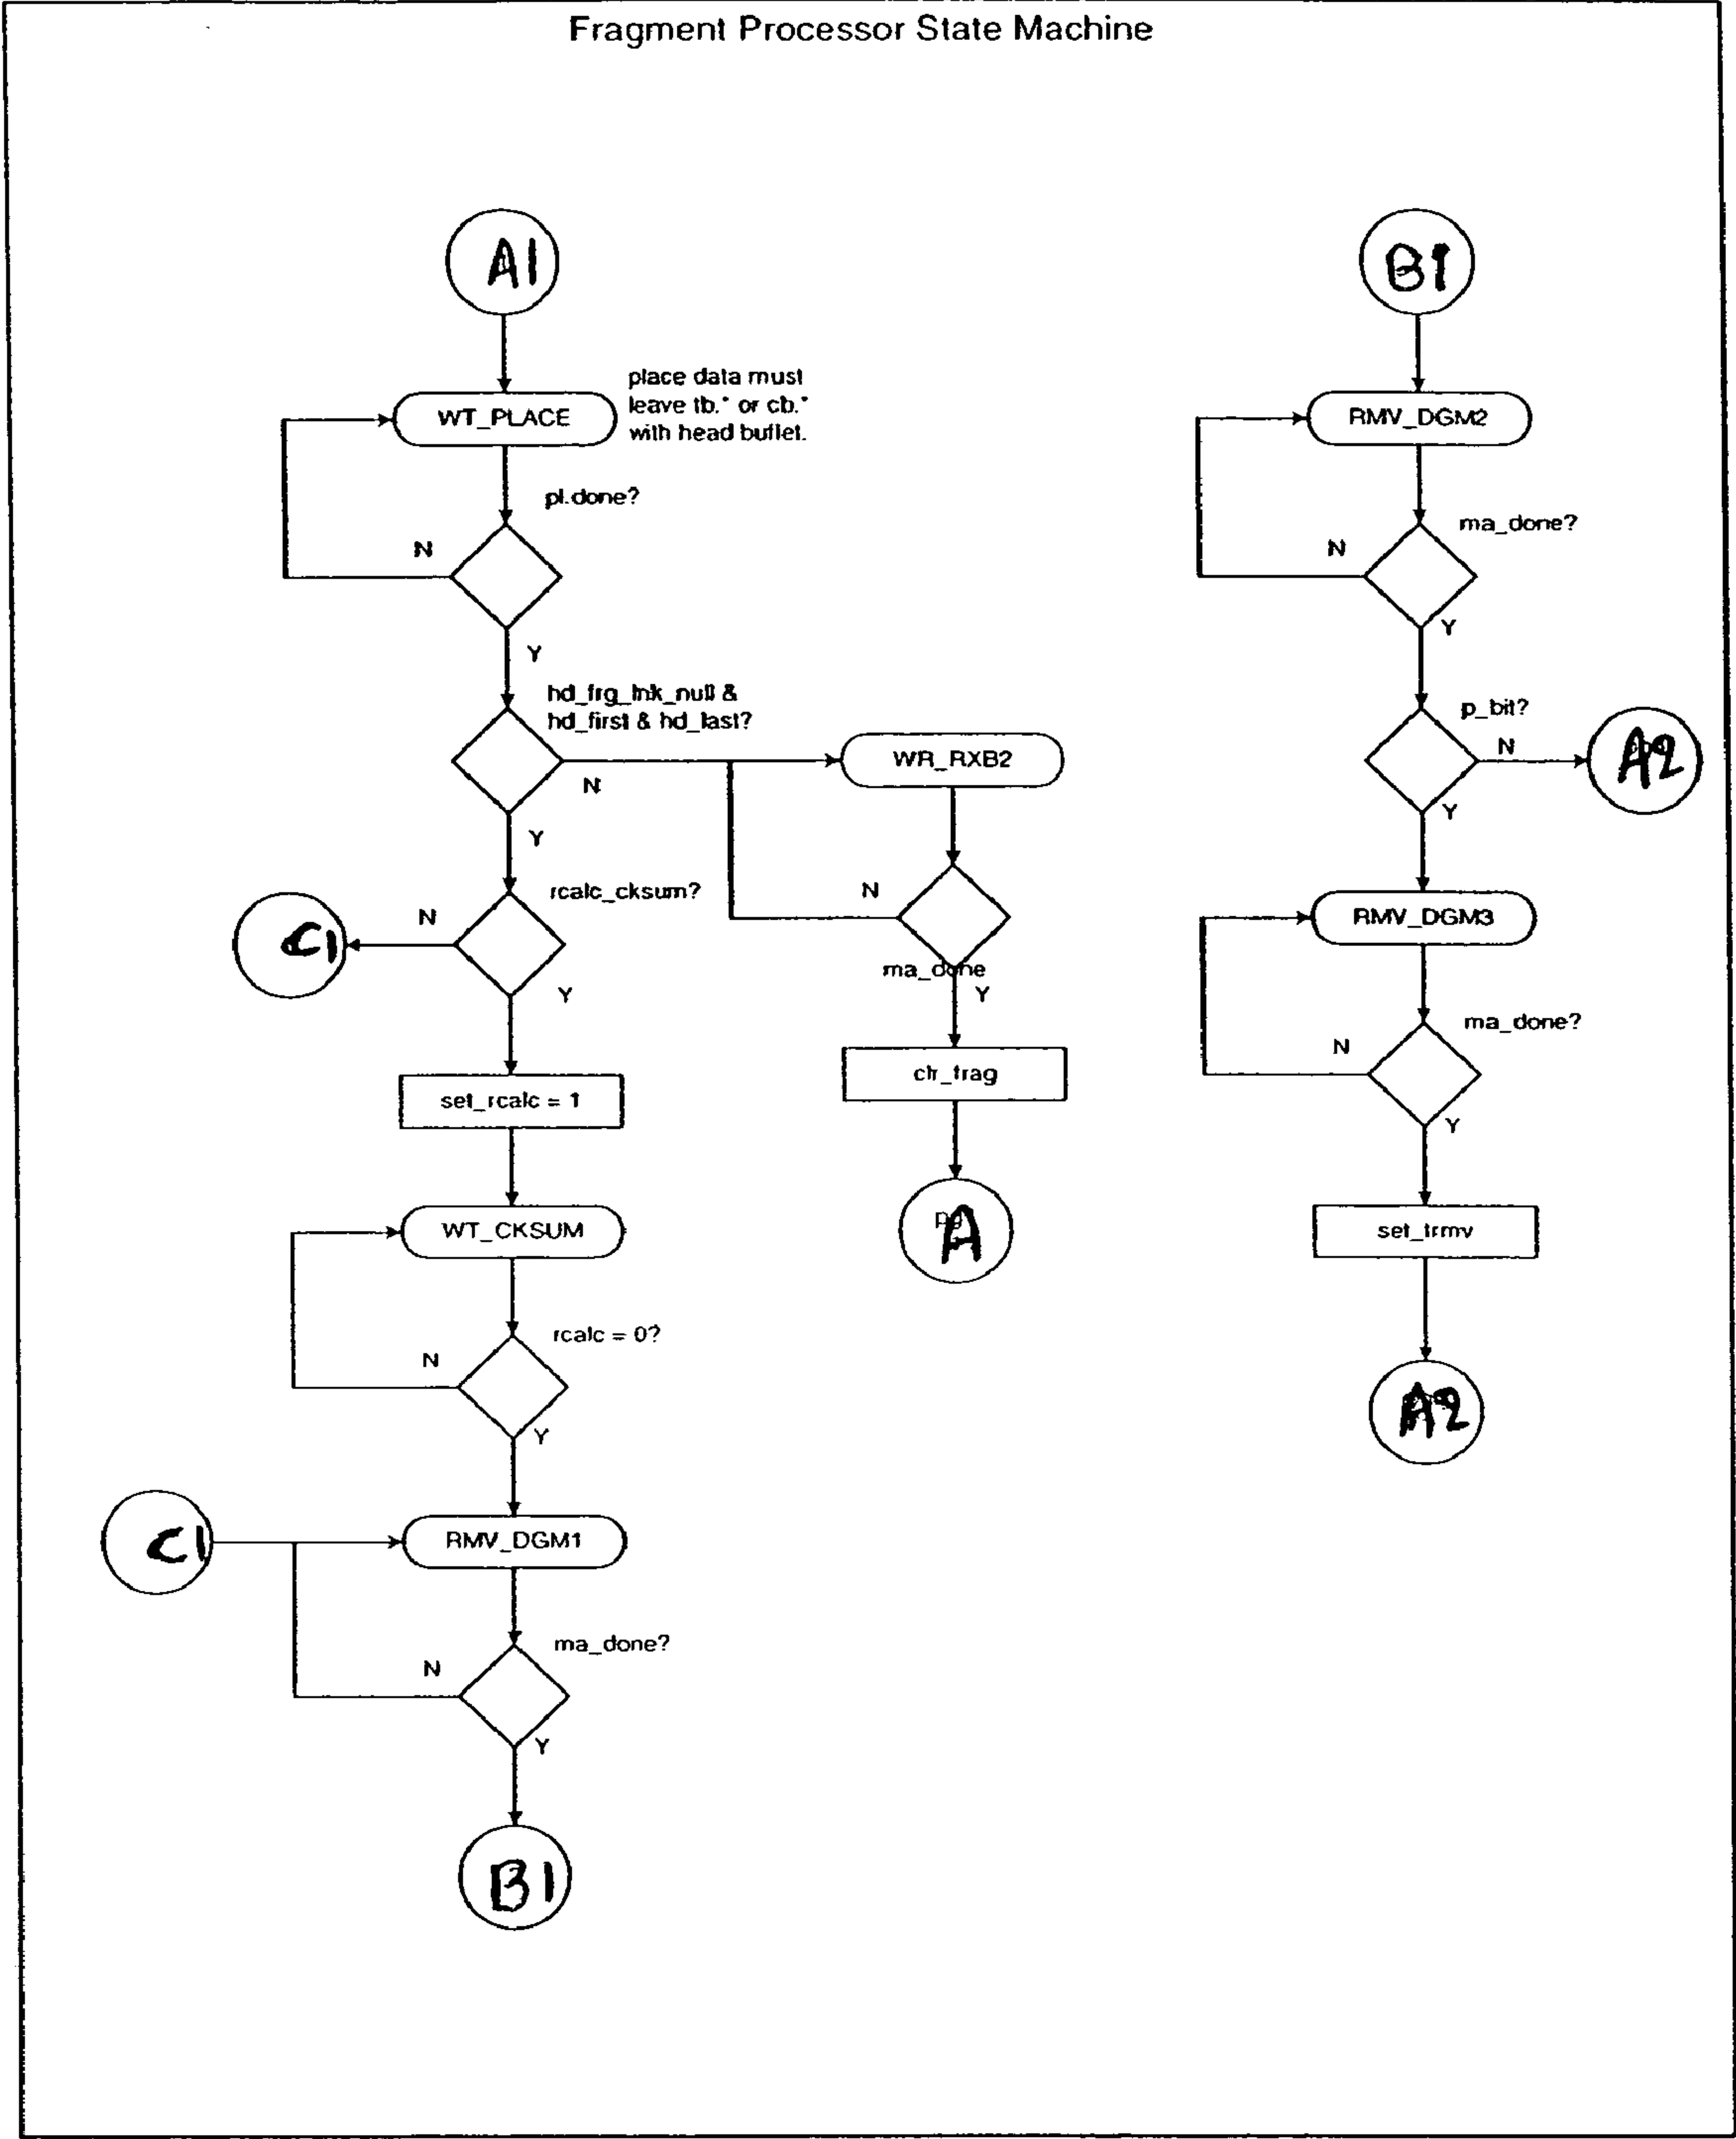 Fragment Processor State Machine
A1
place data must
leave tb.* or cb.*
with head buffet.
WT_PLACE
pl.done?
N
Y
hd_frg_lnk_null &
hd_first & hd_last?
N
Y
WR_RXB2
N
ma_done
Y
clr_frag
A
rcalc_cksum?
N
C1
Y
set_rcalc = 1
WT_CKSUM
rcalc = 0?
N
Y
C1
RMV_DGM1
ma_done?
N
Y
B1
B1
RMV_DGM2
ma_done?
N
Y
p_bit?
N
A2
Y
RMV_DGM3
ma_done?
N
Y
set_frmv
A2